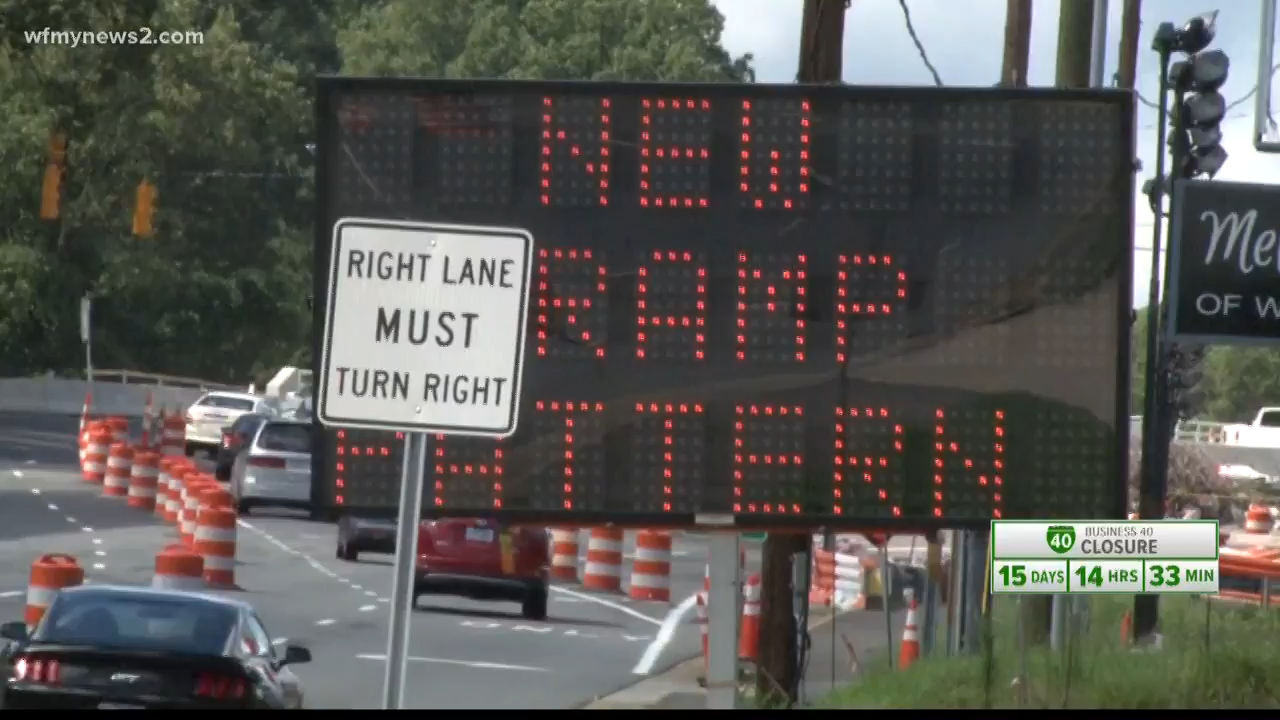 wfmynews2.com
NEW
RAMP
PATTERN
RIGHT LANE
MUST
TURN RIGHT
OF
40
BUSINESS 40
CLOSURE
15 DAYS 14 HRS 33 MIN